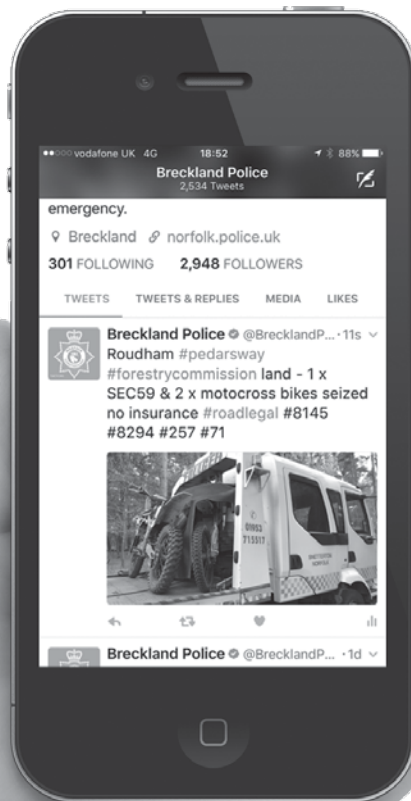 vodafone UK 4G 18:52 88%
Breckland Police
2,534 Tweets
emergency.
Breckland norfolk.police.uk
301 FOLLOWING 2,948 FOLLOWERS
TWEETS TWEETS & REPLIES MEDIA LIKES
Breckland Police @BrecklandP... · 11s
Roudham #pedarsway
#forestrycommission land - 1 x
SEC59 & 2 x motocross bikes seized
no insurance #roadlegal #8145
#8294 #257 #71
01953
715517
Breckland Police @BrecklandP... · 1d